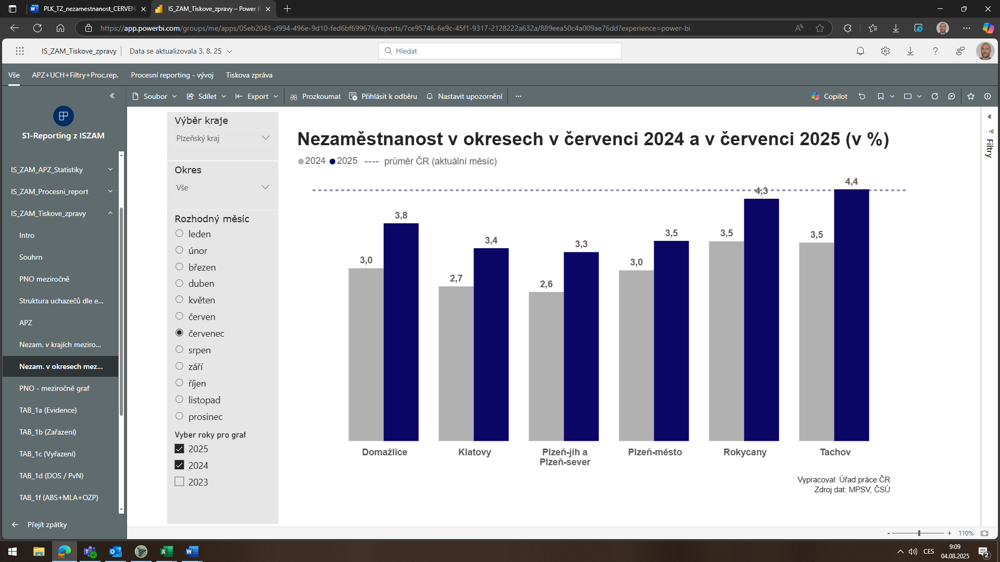 PLK_TZ_nezamestnanost_CERVEN
IS_ZAM_Tiskove_zpravy – Power B
https://app.powerbi.com/groups/me/apps/05eb2043-d994-496e-9d10-fed6bf699676/reports/7ce95746-6e9c-45f1-9317-2128222a632a/889eea50c4a009ae76dd?experience=power-bi
IS_ZAM_Tiskove_zpravy
Data se aktualizovala 3. 8. 25
Hledat
Vše
APZ+UCH+Filtry+Proc.rep.
Procesní reporting - vývoj
Tiskova zpráva
Soubor
Sdílet
Export
Prozkoumat
Přihlásit k odběru
Nastavit upozornění
Copilot
S1-Reporting z ISZAM
IS_ZAM_APZ_Statistiky
IS_ZAM_Procesni_report
IS_ZAM_Tiskove_zpravy
Intro
Souhrn
PNO meziročně
Struktura uchazečů dle e...
APZ
Nezam. v krajích meziro...
Nezam. v okresech mez...
PNO - meziročně graf
TAB_1a (Evidence)
TAB_1b (Zařazení)
TAB_1c (Vyřazení)
TAB_1d (DOS / PvN)
TAB_1f (ABS+MLA+OZP)
Přejít zpátky
Výběr kraje
Plzeňský kraj
Okres
Vše
Rozhodný měsíc
leden
únor
březen
duben
květen
červen
červenec
srpen
září
říjen
listopad
prosinec
Vyber roky pro graf
2025
2024
2023
Nezaměstnanost v okresech v červenci 2024 a v červenci 2025 (v %)
2024
2025
průměr ČR (aktuální měsíc)
3,0
3,8
2,7
3,4
2,6
3,3
3,0
3,5
3,5
4,3
3,5
4,4
Domažlice
Klatovy
Plzeň-jih a
Plzeň-sever
Plzeň-město
Rokycany
Tachov
Vypracoval: Úřad práce ČR
Zdroj dat: MPSV, ČSÚ
Filtry
- + 110%
CES
9:09
04.08.2025
2